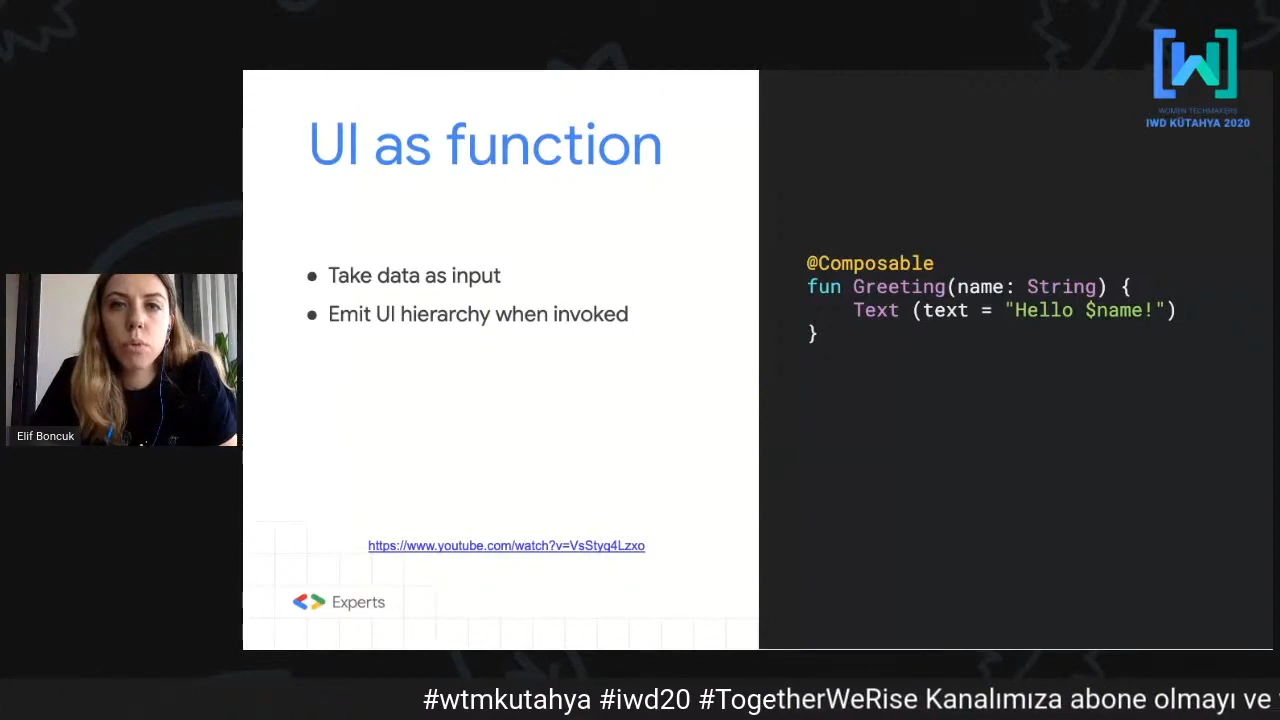 WOMEN TECHMAKERS
IWD KÜTAHYA 2020
UI as function
● Take data as input
● Emit UI hierarchy when invoked
@Composable
fun Greeting(name: String) {
    Text (text = "Hello $name!")
}
Elif Boncuk
https://www.youtube.com/watch?v=VsStyq4Lzxo
<> Experts
#wtmkutahya #iwd20 #TogetherWeRise Kanalımıza abone olmayı ve